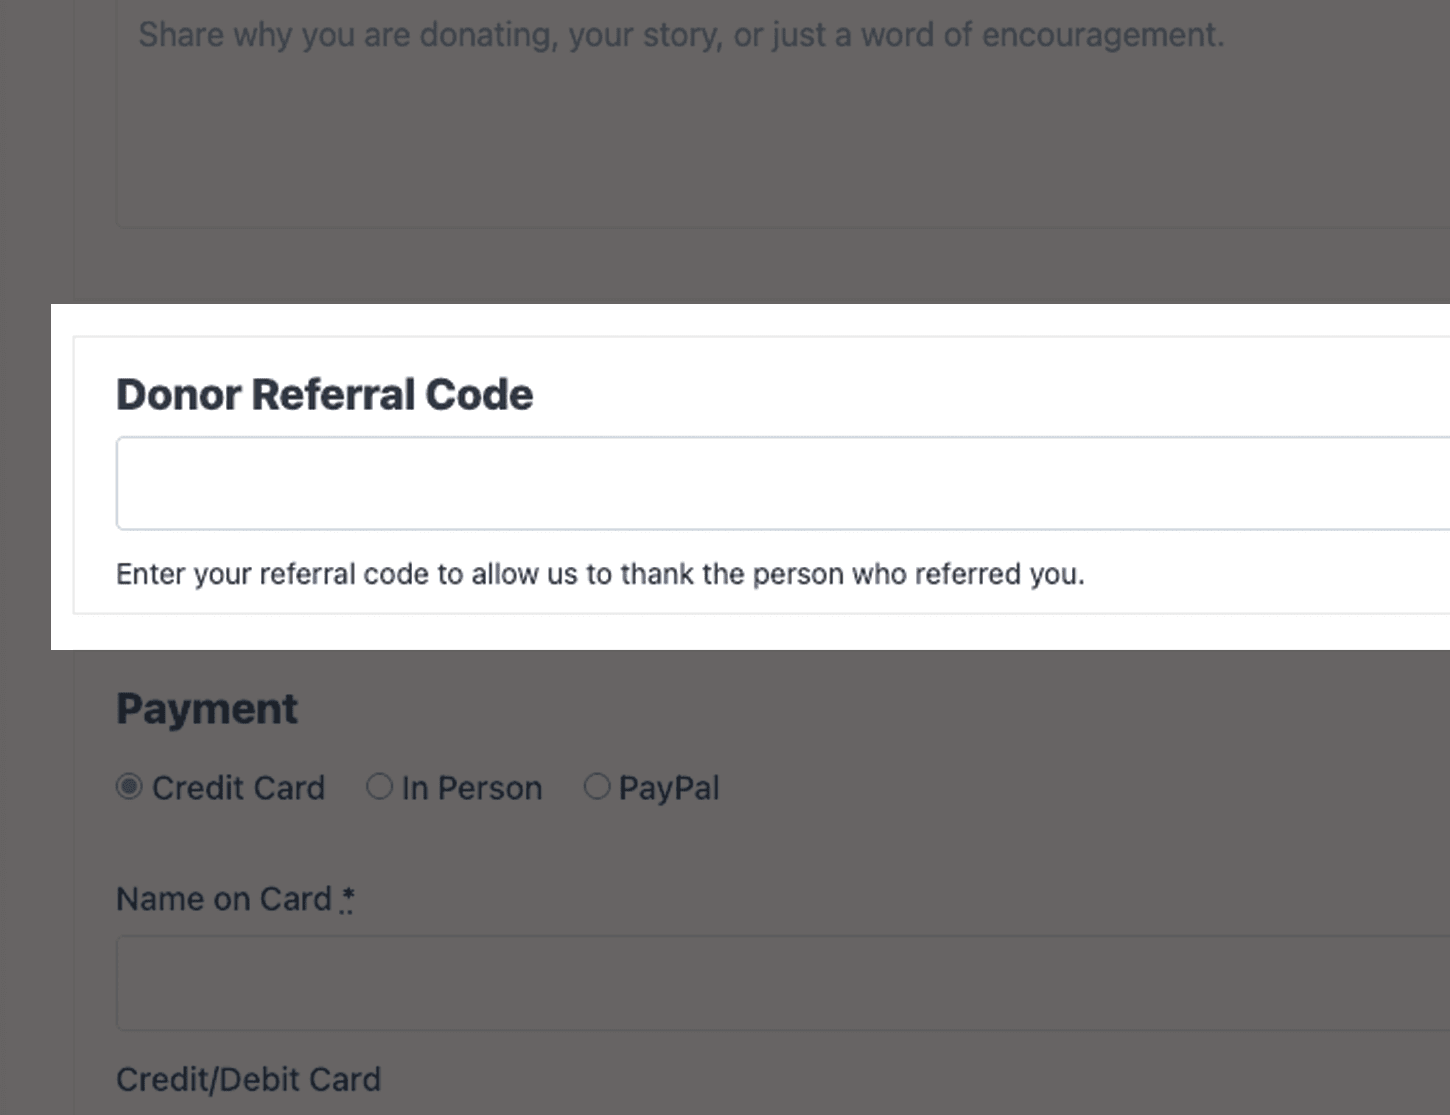 Share why you are donating, your story, or just a word of encouragement.
Donor Referral Code
Enter your referral code to allow us to thank the person who referred you.
Payment
Credit Card In Person PayPal
Name on Card *
Credit/Debit Card